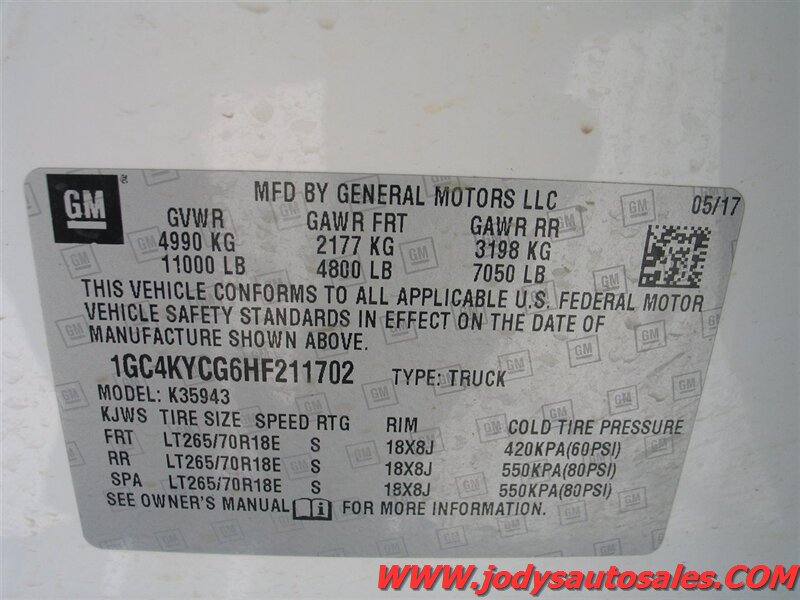 GM
MFD BY GENERAL MOTORS LLC
05/17
GVWR GAWR FRT GAWR RR
4990 KG 2177 KG 3198 KG
11000 LB 4800 LB 7050 LB
THIS VEHICLE CONFORMS TO ALL APPLICABLE U.S. FEDERAL MOTOR
VEHICLE SAFETY STANDARDS IN EFFECT ON THE DATE OF
MANUFACTURE SHOWN ABOVE.
1GC4KYCG6HF211702 TYPE: TRUCK
MODEL: K35943
KJWS TIRE SIZE SPEED RTG RIM COLD TIRE PRESSURE
FRT LT265/70R18E S 18X8J 420KPA(60PSI)
RR LT265/70R18E S 18X8J 550KPA(80PSI)
SPA LT265/70R18E S 18X8J 550KPA(80PSI)
SEE OWNER'S MANUAL FOR MORE INFORMATION.
www.jodysautosales.COM